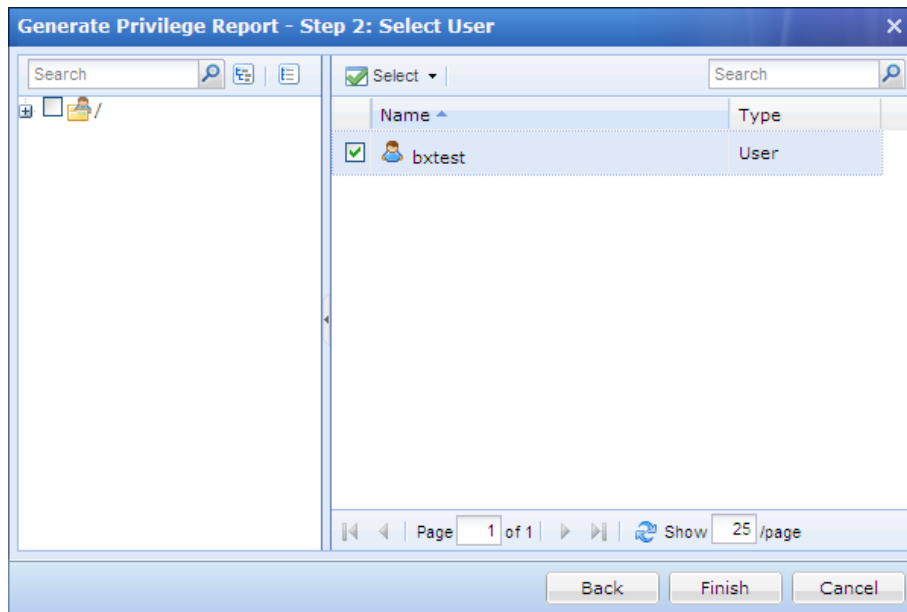 Generate Privilege Report - Step 2: Select User
Search
Select
Search
/
Name
Type
bxtest
User
Page 1 of 1
Show 25 /page
Back
Finish
Cancel